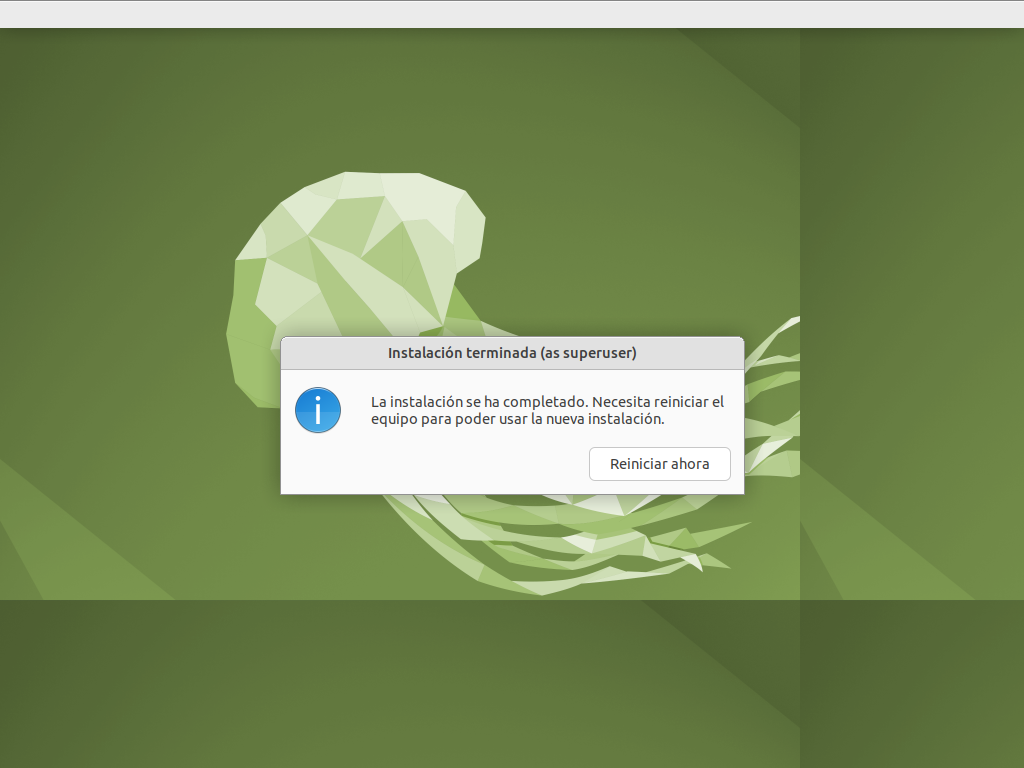 Instalación terminada (as superuser)
La instalación se ha completado. Necesita reiniciar el
equipo para poder usar la nueva instalación.
Reiniciar ahora